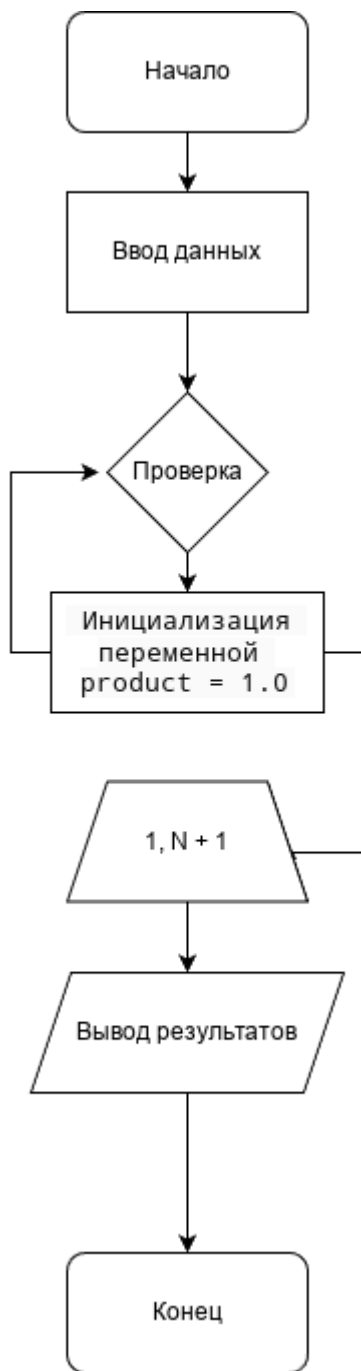 Начало
Ввод данных
Проверка
Инициализация
переменной
product = 1.0
1, N + 1
Вывод результатов
Конец